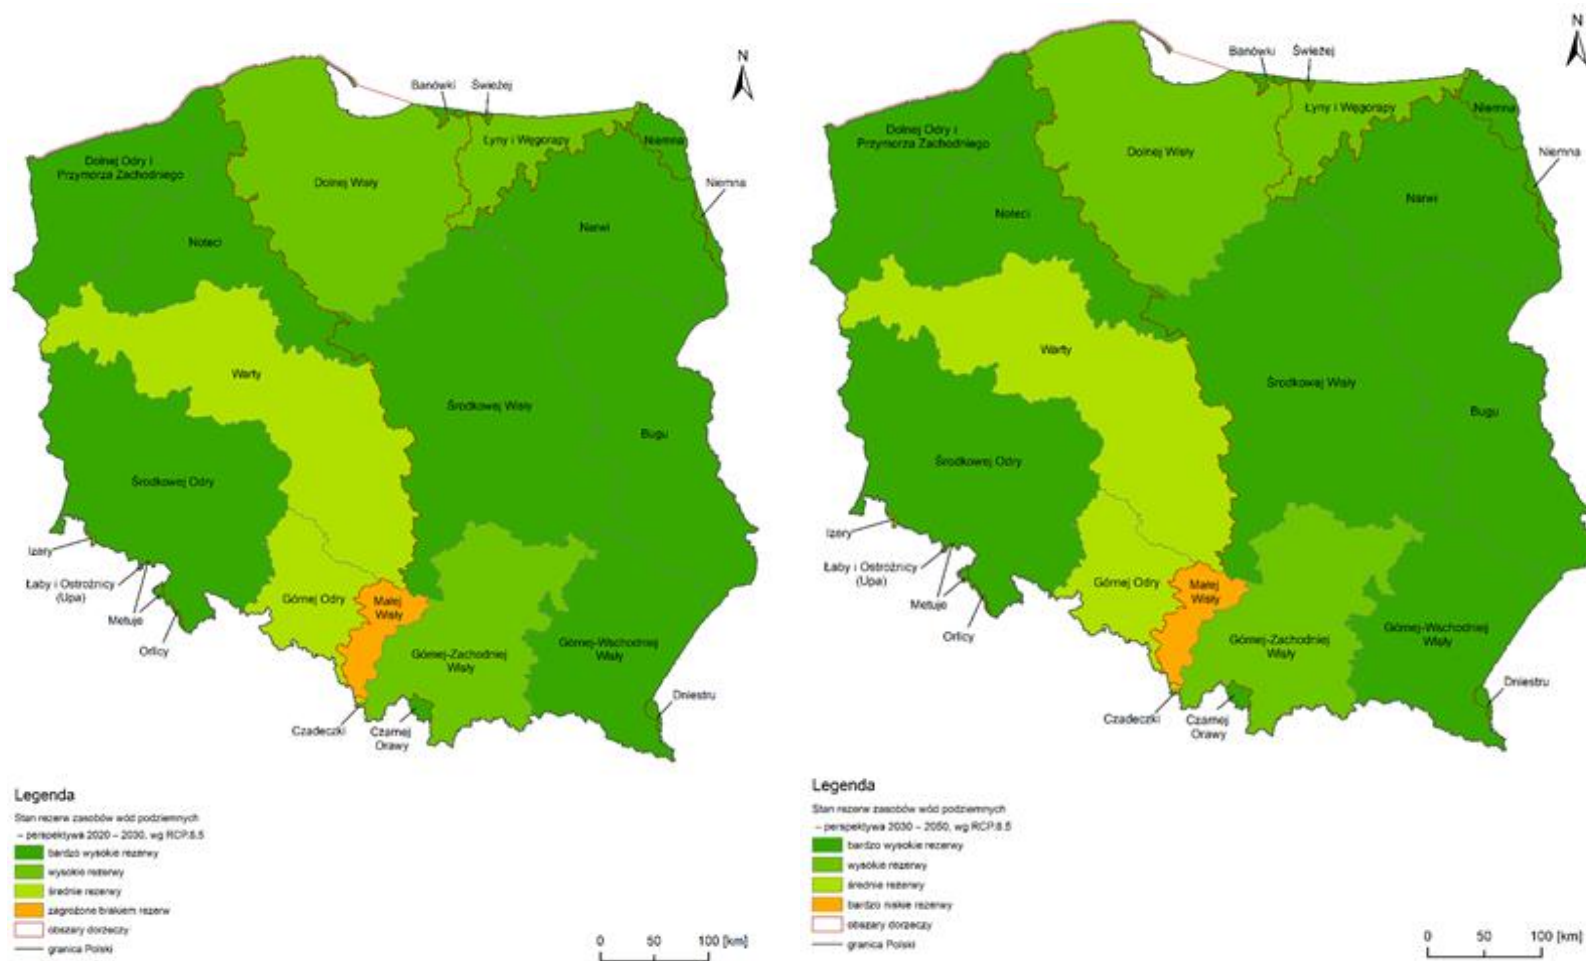 N
Banówki
Świeżej
Łyny i Węgorapy
Niemna
Dolnej Odry i
Przymorza Zachodniego
Dolnej Wisły
Niemna
Noteci
Narwi
Warty
Środkowej Wisły
Bugu
Środkowej Odry
Izery
Łaby i Ostrożnicy
(Upa)
Metuje
Orlicy
Górnej Odry
Małej
Wisły
Górnej-Zachodniej
Wisły
Górnej-Wschodniej
Wisły
Dniestru
Czadeczki
Czarnej
Orawy
Legenda
Stan rezerw zasobów wód podziemnych
– perspektywa 2020 – 2030, wg RCP.8.5
bardzo wysokie rezerwy
wysokie rezerwy
średnie rezerwy
zagrożone brakiem rezerw
obszary dorzeczy
granica Polski
0 50 100 [km]
N
Banówki
Świeżej
Łyny i Węgorapy
Niemna
Dolnej Odry i
Przymorza Zachodniego
Dolnej Wisły
Niemna
Noteci
Narwi
Warty
Środkowej Wisły
Bugu
Środkowej Odry
Izery
Łaby i Ostrożnicy
(Upa)
Metuje
Orlicy
Górnej Odry
Małej
Wisły
Górnej-Zachodniej
Wisły
Górnej-Wschodniej
Wisły
Dniestru
Czadeczki
Czarnej
Orawy
Legenda
Stan rezerw zasobów wód podziemnych
– perspektywa 2030 – 2050, wg RCP.8.5
bardzo wysokie rezerwy
wysokie rezerwy
średnie rezerwy
bardzo niskie rezerwy
obszary dorzeczy
granica Polski
0 50 100 [km]